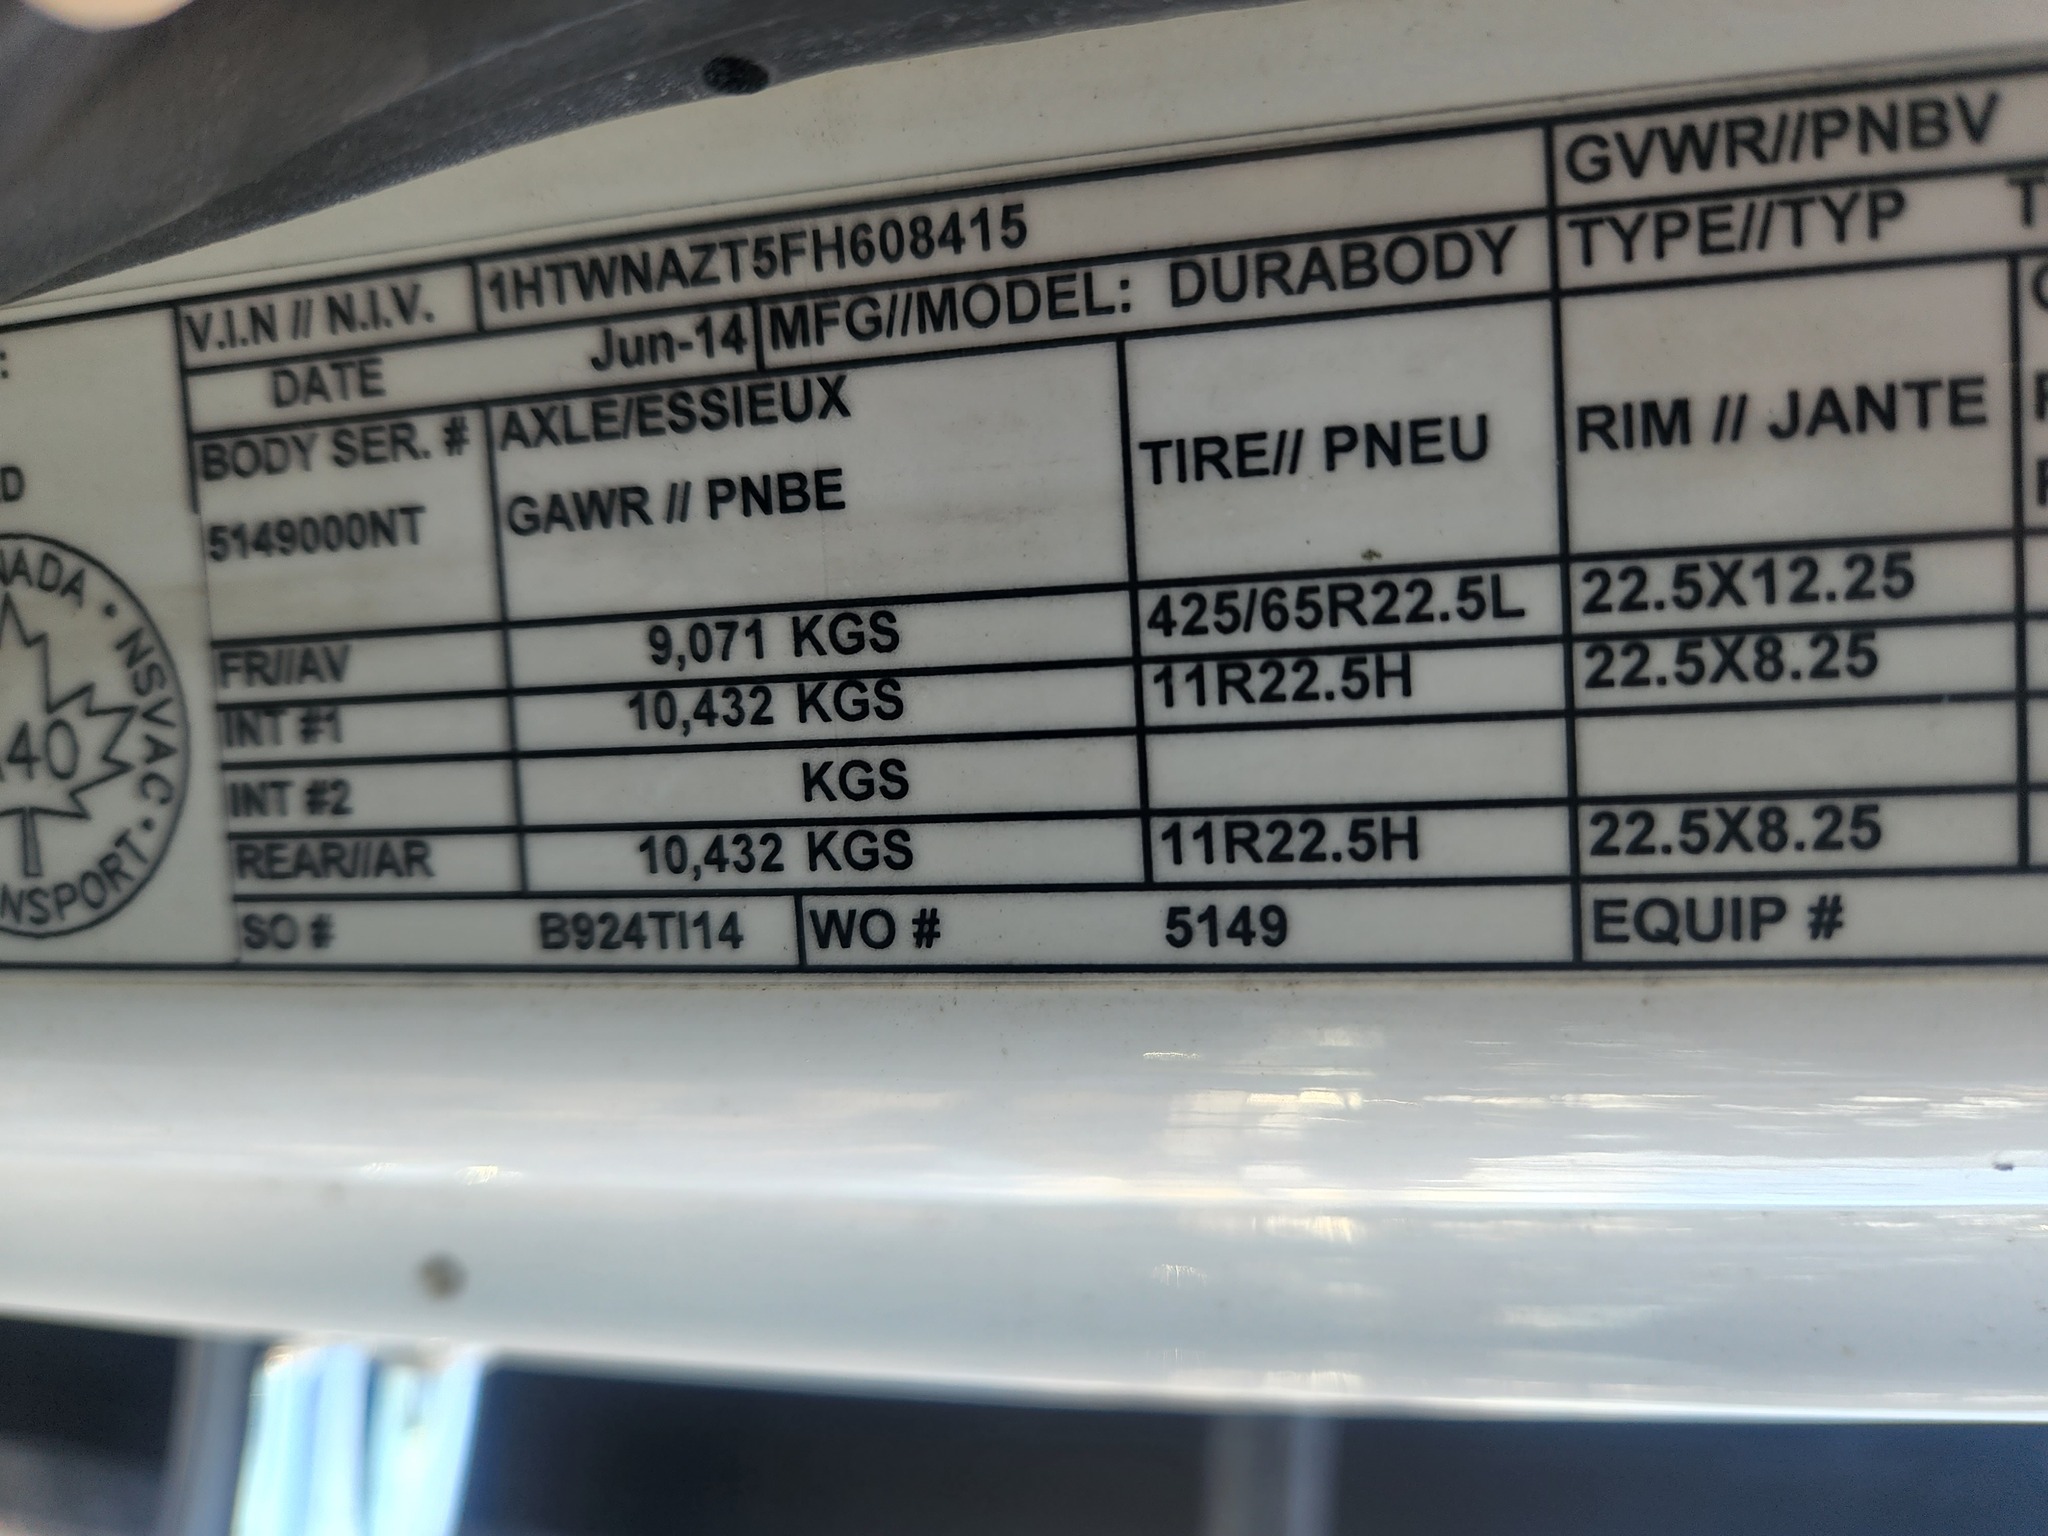 GVWR//PNBV
V.I.N // N.I.V. 1HTWNAZT5FH608415
TYPE//TYP
DATE Jun-14 MFG//MODEL: DURABODY
BODY SER. # AXLE/ESSIEUX
TIRE// PNEU RIM // JANTE
5149000NT GAWR // PNBE
FR//AV 9,071 KGS 425/65R22.5L 22.5X12.25
INT #1 10,432 KGS 11R22.5H 22.5X8.25
INT #2 KGS
REAR//AR 10,432 KGS 11R22.5H 22.5X8.25
SO # B924TI14 WO # 5149 EQUIP #
NADA • NSVAC •
40
NSPORT